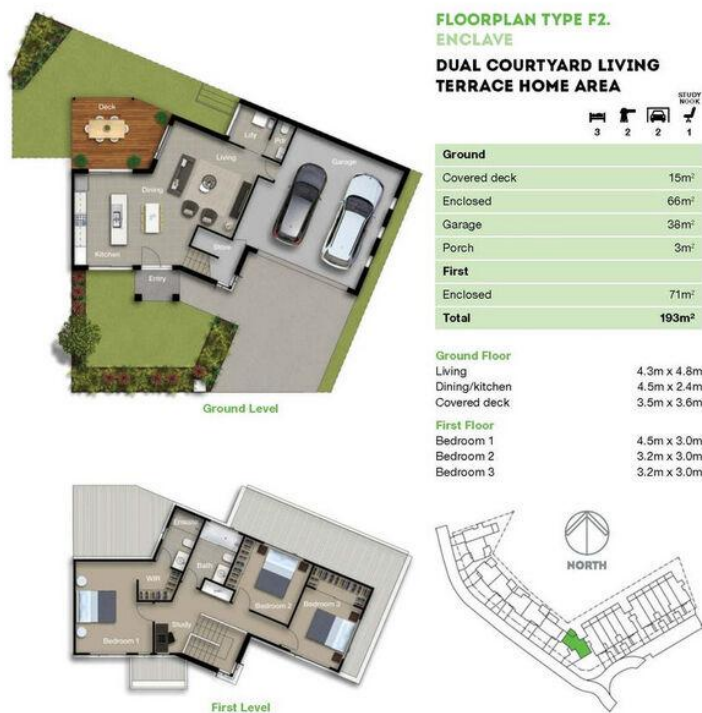 FLOORPLAN TYPE F2.
ENCLAVE
DUAL COURTYARD LIVING
TERRACE HOME AREA
STUDY
NOOK
3 2 2 1
Ground
Covered deck 15m²
Enclosed 66m²
Garage 38m²
Porch 3m²
First
Enclosed 71m²
Total 193m²
Ground Floor
Living 4.3m x 4.8m
Dining/kitchen 4.5m x 2.4m
Covered deck 3.5m x 3.6m
First Floor
Bedroom 1 4.5m x 3.0m
Bedroom 2 3.2m x 3.0m
Bedroom 3 3.2m x 3.0m
NORTH
Deck
L'dy
PD
Living
Garage
Dining
Store
Kitchen
Entry
Ground Level
Ensuite
Bath
WIR
Bedroom 2
Bedroom 3
Study
Bedroom 1
First Level